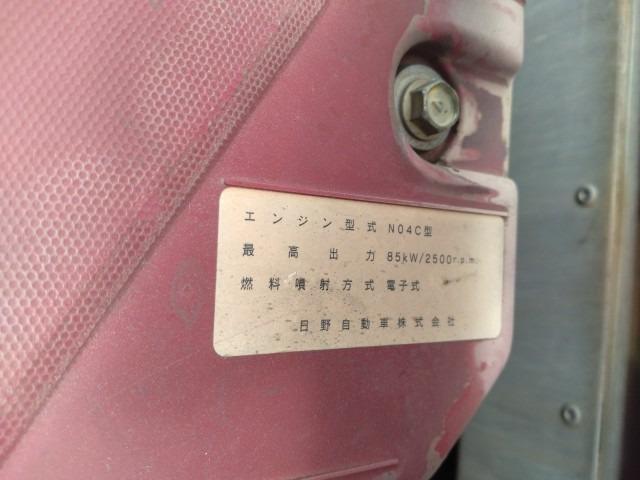 エンジン型式 N04C型
最高出力 85kW/2500r.p.m.
燃料噴射方式 電子式
日野自動車株式会社